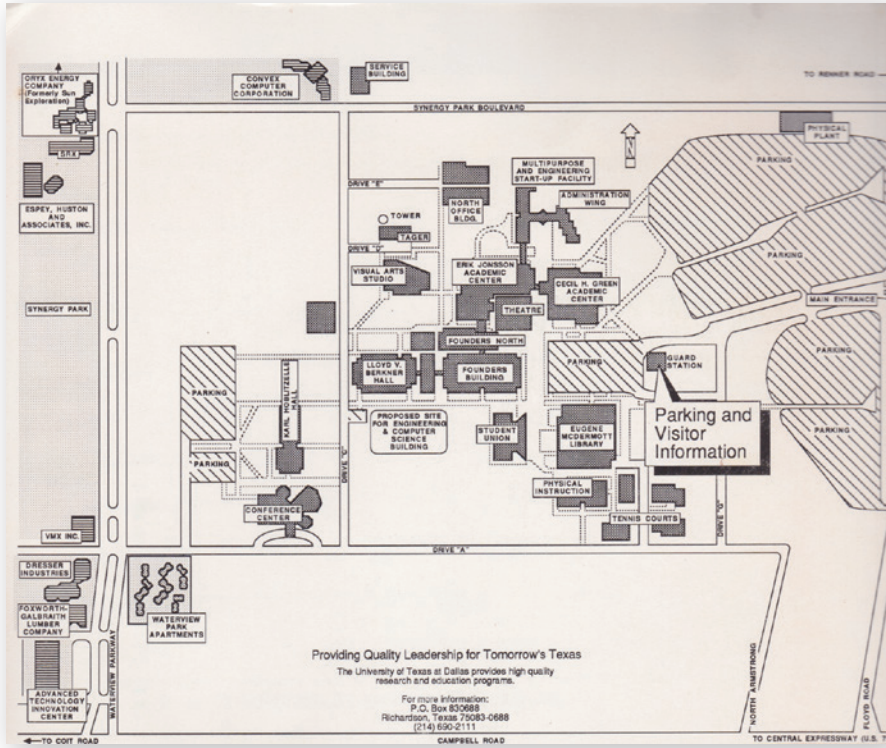 ORYX ENERGY
COMPANY
(Formerly Sun
Exploration)
SRX
ESPEY, HUSTON
AND
ASSOCIATES, INC.
SYNERGY PARK
VMX INC.
DRESSER
INDUSTRIES
FOXWORTH-
GALBRAITH
LUMBER
COMPANY
ADVANCED
TECHNOLOGY
INNOVATION
CENTER
TO COIT ROAD
WATERVIEW PARKWAY
CONVEX
COMPUTER
CORPORATION
SERVICE
BUILDING
TO RENNER ROAD
SYNERGY PARK BOULEVARD
PHYSICAL
PLANT
PARKING
MULTIPURPOSE
AND ENGINEERING
START-UP FACILITY
DRIVE "E"
NORTH
OFFICE
BLDG.
ADMINISTRATION
WING
TOWER
TAGER
DRIVE "D"
VISUAL ARTS
STUDIO
ERIK JONSSON
ACADEMIC
CENTER
CECIL H. GREEN
ACADEMIC
CENTER
THEATRE
PARKING
MAIN ENTRANCE
FOUNDERS NORTH
LLOYD V.
BERKNER
HALL
FOUNDERS
BUILDING
PARKING
GUARD
STATION
PARKING
PARKING
KARL HOBLITZELLE
HALL
PARKING
PROPOSED SITE
FOR ENGINEERING
& COMPUTER
SCIENCE
BUILDING
STUDENT
UNION
EUGENE
MCDERMOTT
LIBRARY
Parking and
Visitor
Information
PARKING
DRIVE "C"
PHYSICAL
INSTRUCTION
CONFERENCE
CENTER
TENNIS COURTS
DRIVE "G"
DRIVE "A"
WATERVIEW
PARK
APARTMENTS
Providing Quality Leadership for Tomorrow's Texas
The University of Texas at Dallas provides high quality
research and education programs.
For more information:
P.O. Box 830688
Richardson, Texas 75083-0688
(214) 690-2111
NORTH ARMSTRONG
FLOYD ROAD
CAMPBELL ROAD
TO CENTRAL EXPRESSWAY (U.S.